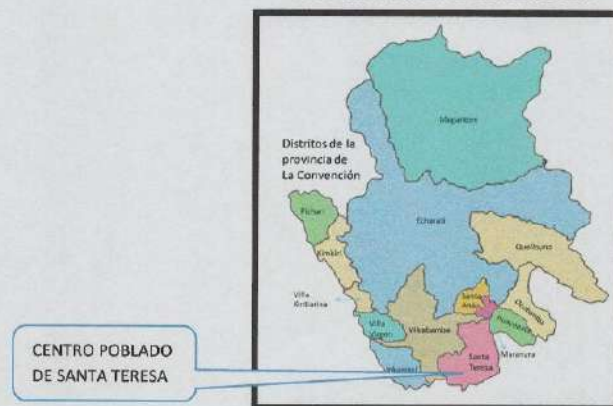 Megantoni
Distritos de la
provincia de
La Convención
Pichari
Echarati
Kimbiri
Quellouno
Villa
Kintiarina
Santa
Ana
Ocobamba
Villa
Virgen
Vilcabamba
Huayopata
Maranura
Santa
Teresa
Inkawasi
CENTRO POBLADO
DE SANTA TERESA